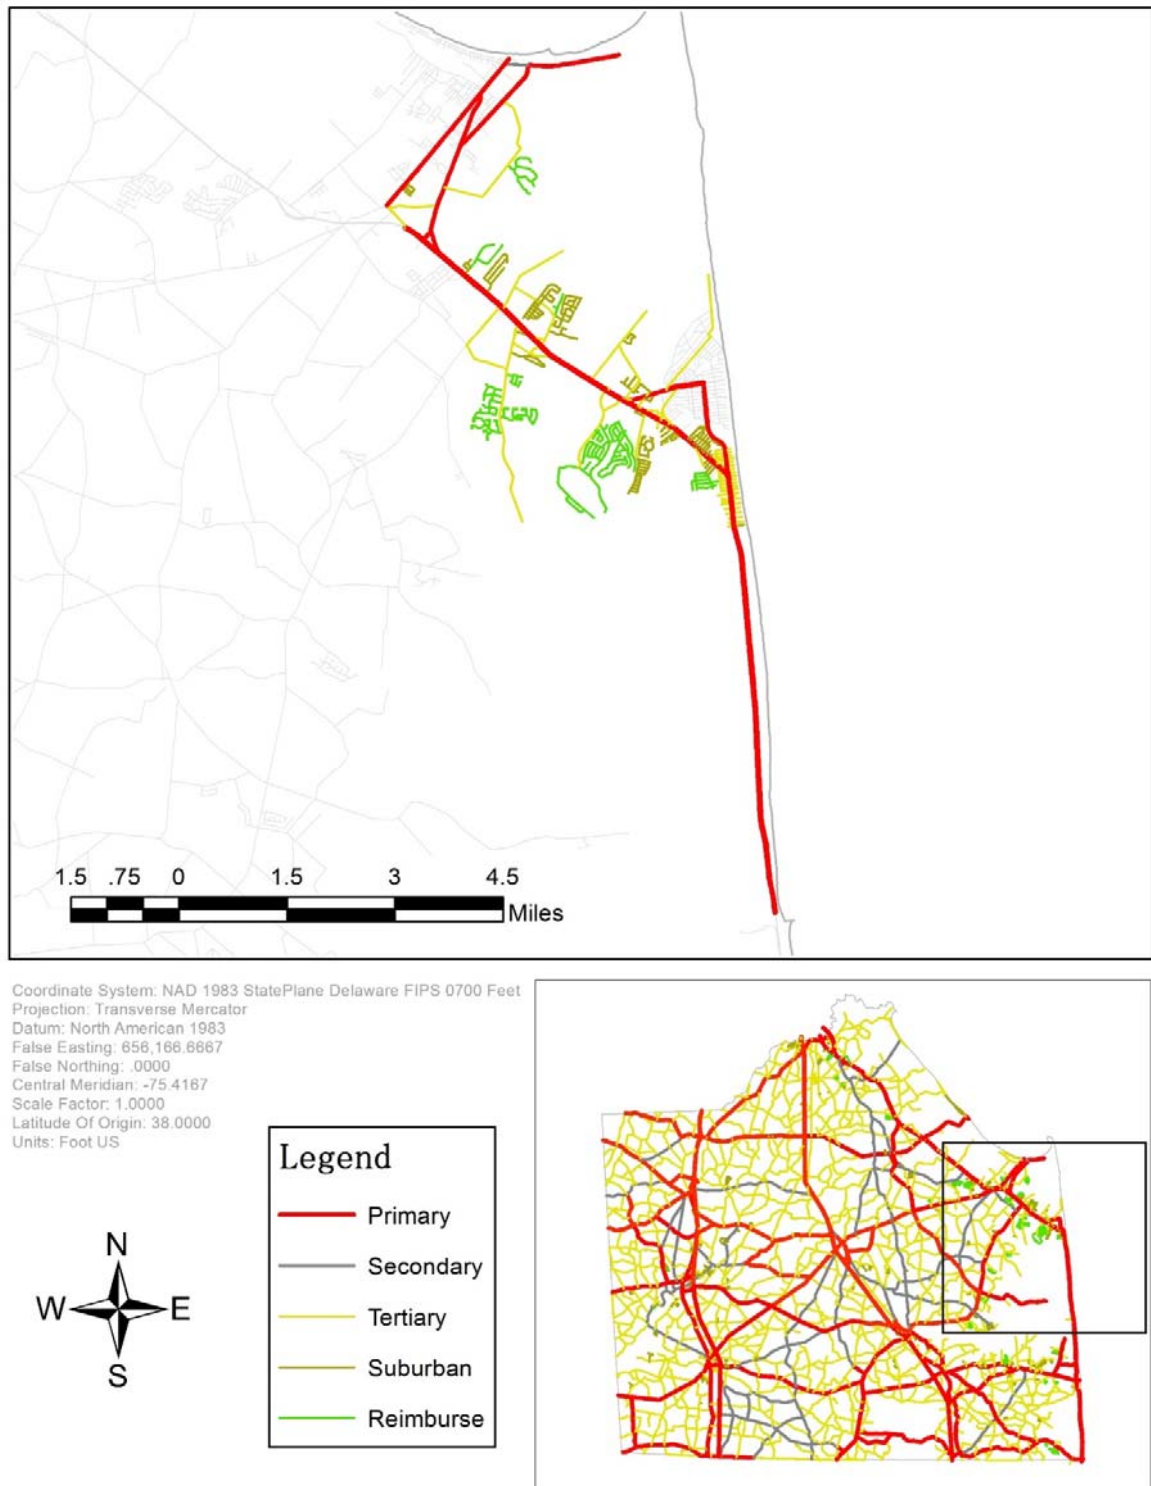 1.5 .75 0 1.5 3 4.5
Miles
Coordinate System: NAD 1983 StatePlane Delaware FIPS 0700 Feet
Projection: Transverse Mercator
Datum: North American 1983
False Easting: 656,166.6667
False Northing: .0000
Central Meridian: -75.4167
Scale Factor: 1.0000
Latitude Of Origin: 38.0000
Units: Foot US
Legend
Primary
Secondary
Tertiary
Suburban
Reimburse
N
W E
S